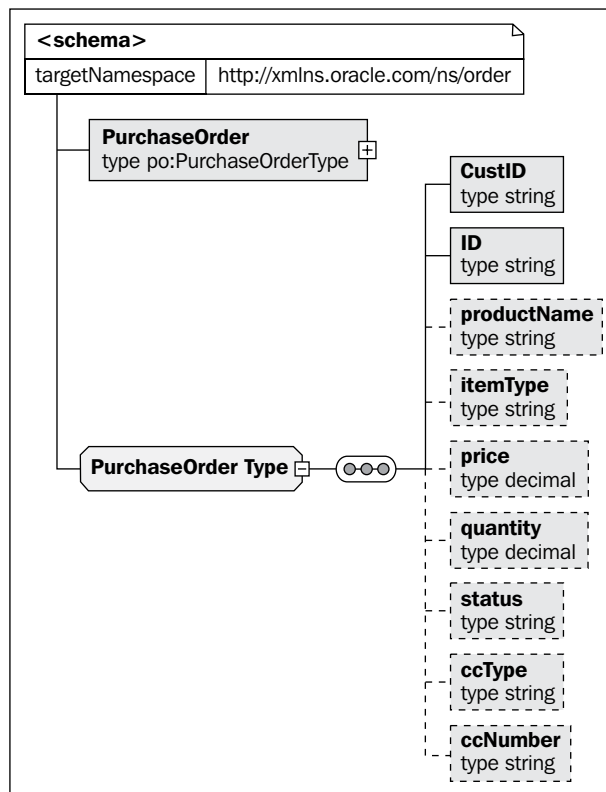 <schema>
targetNamespace http://xmlns.oracle.com/ns/order
PurchaseOrder
type po:PurchaseOrderType
CustID
type string
ID
type string
productName
type string
itemType
type string
PurchaseOrder Type
price
type decimal
quantity
type decimal
status
type string
ccType
type string
ccNumber
type string